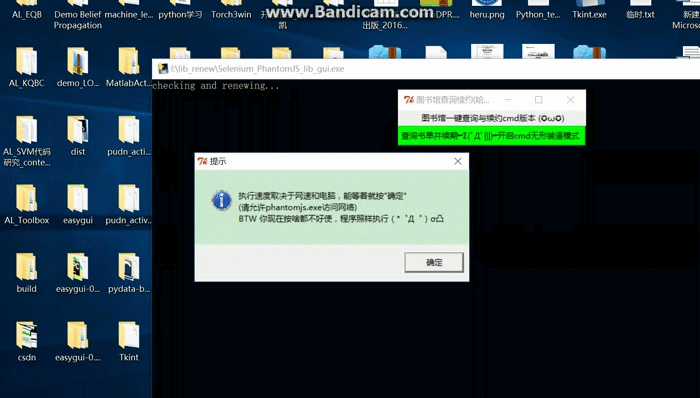 www.Bandicam.com
AL_EQB
Demo Belief Propagation
machine_le...
python学习
Torch3win
凯
出版_2016...
DPR....
heru.png
Python_te...
Tkint.exe
临时.txt
新建
Microso
I:\lib_renew\Selenium_PhantomJS_lib_gui.exe
checking and renewing...
AL_KQBC
demo_LO...
MatlabAct...
图书馆查询续约(哈...
图书馆一键查询与续约cmd版本 (✪ω✪)
查询书单并续期━Σ(ﾟДﾟ|||)━开启cmd无形装逼模式
AL_SVM代码研究_conte...
dist
pudn_acti...
提示
执行速度取决于网速和电脑，能等着就按"确定"
(请允许phantomjs.exe访问网络)
BTW 你现在按啥都不好使，程序照样执行 (*゜Д゜)σ凸
确定
AL_Toolbox
easygui
pudn_activ...
build
easygui-0...
pydata-b...
csdn
easygui-0....
Tkint